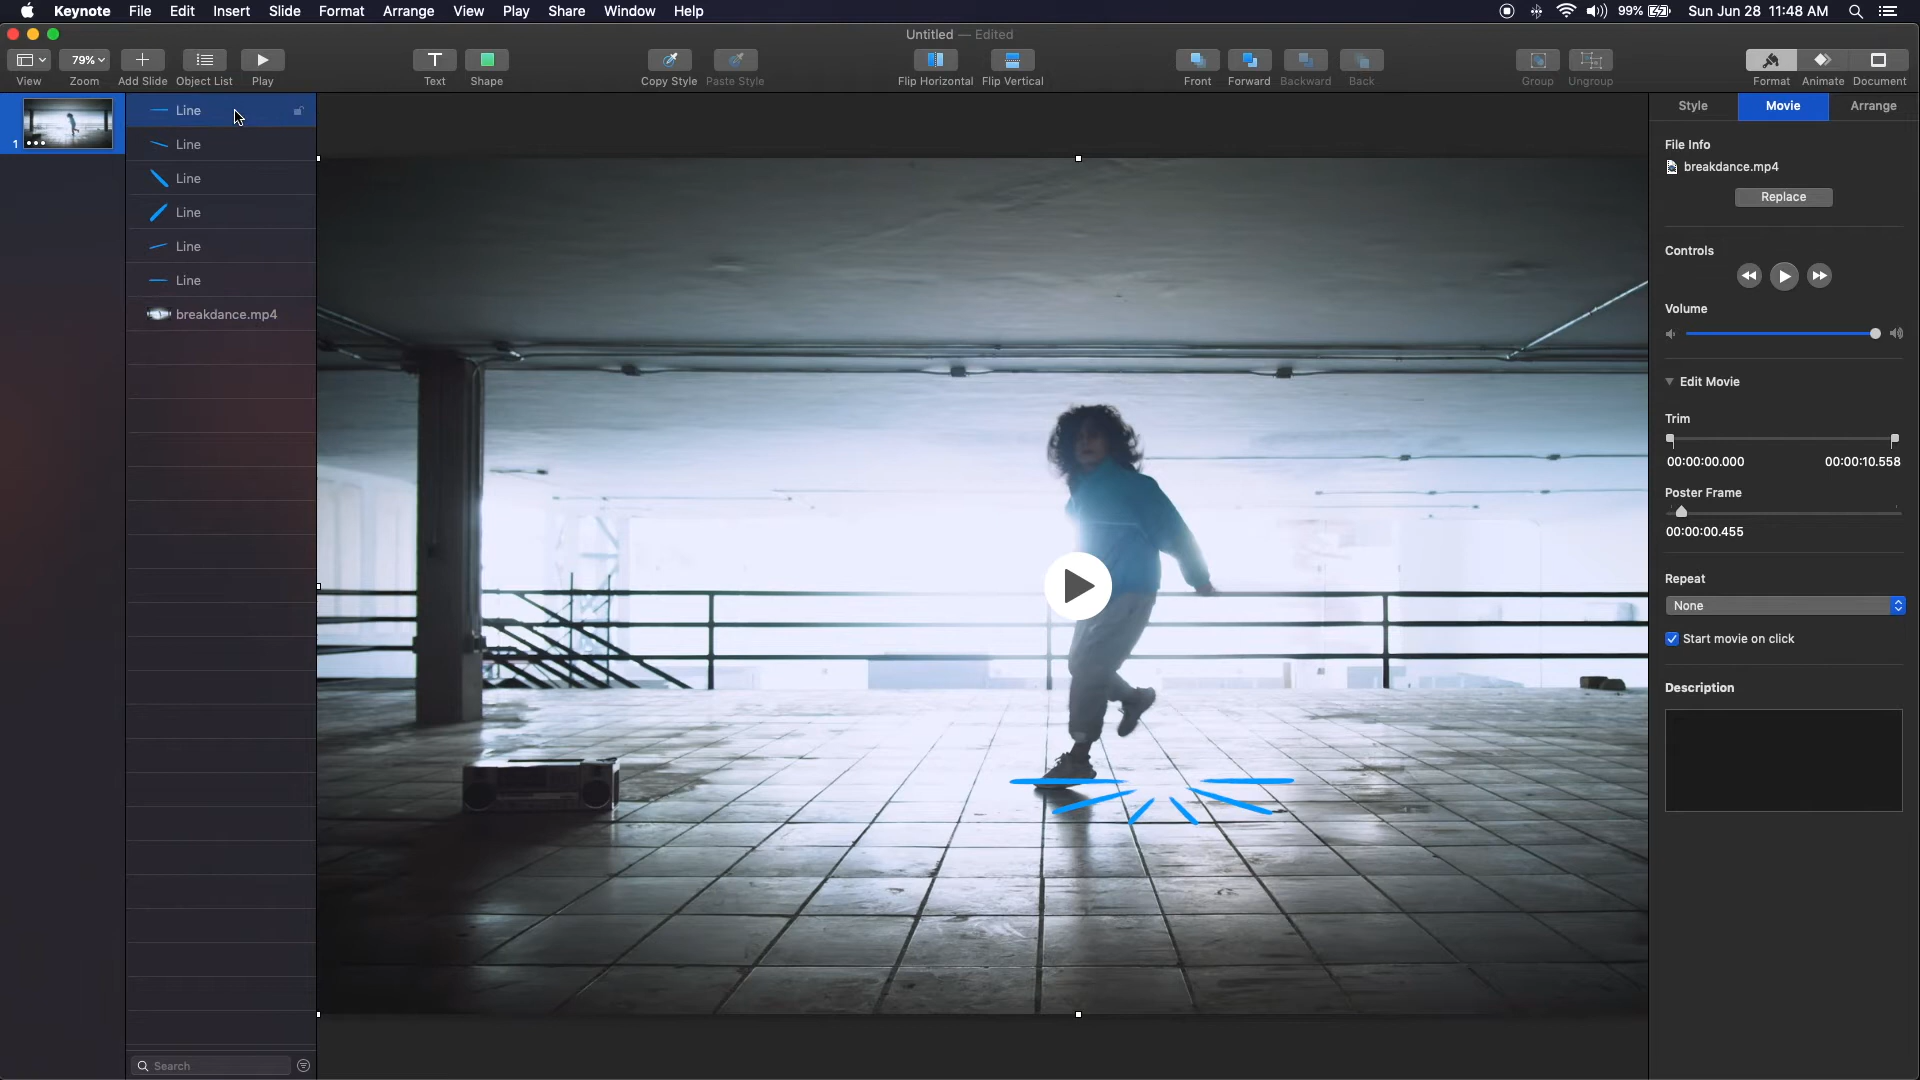 Keynote File Edit Insert Slide Format Arrange View Play Share Window Help 99% Sun Jun 28 11:48 AM
Untitled — Edited
79%
View Zoom Add Slide Object List Play Text Shape Copy Style Paste Style Flip Horizontal Flip Vertical Front Forward Backward Back Group Ungroup Format Animate Document
1
Line
Line
Line
Line
Line
Line
breakdance.mp4
Search
Style Movie Arrange
File Info
breakdance.mp4
Replace
Controls
Volume
Edit Movie
Trim
00:00:00.000 00:00:10.558
Poster Frame
00:00:00.455
Repeat
None
Start movie on click
Description